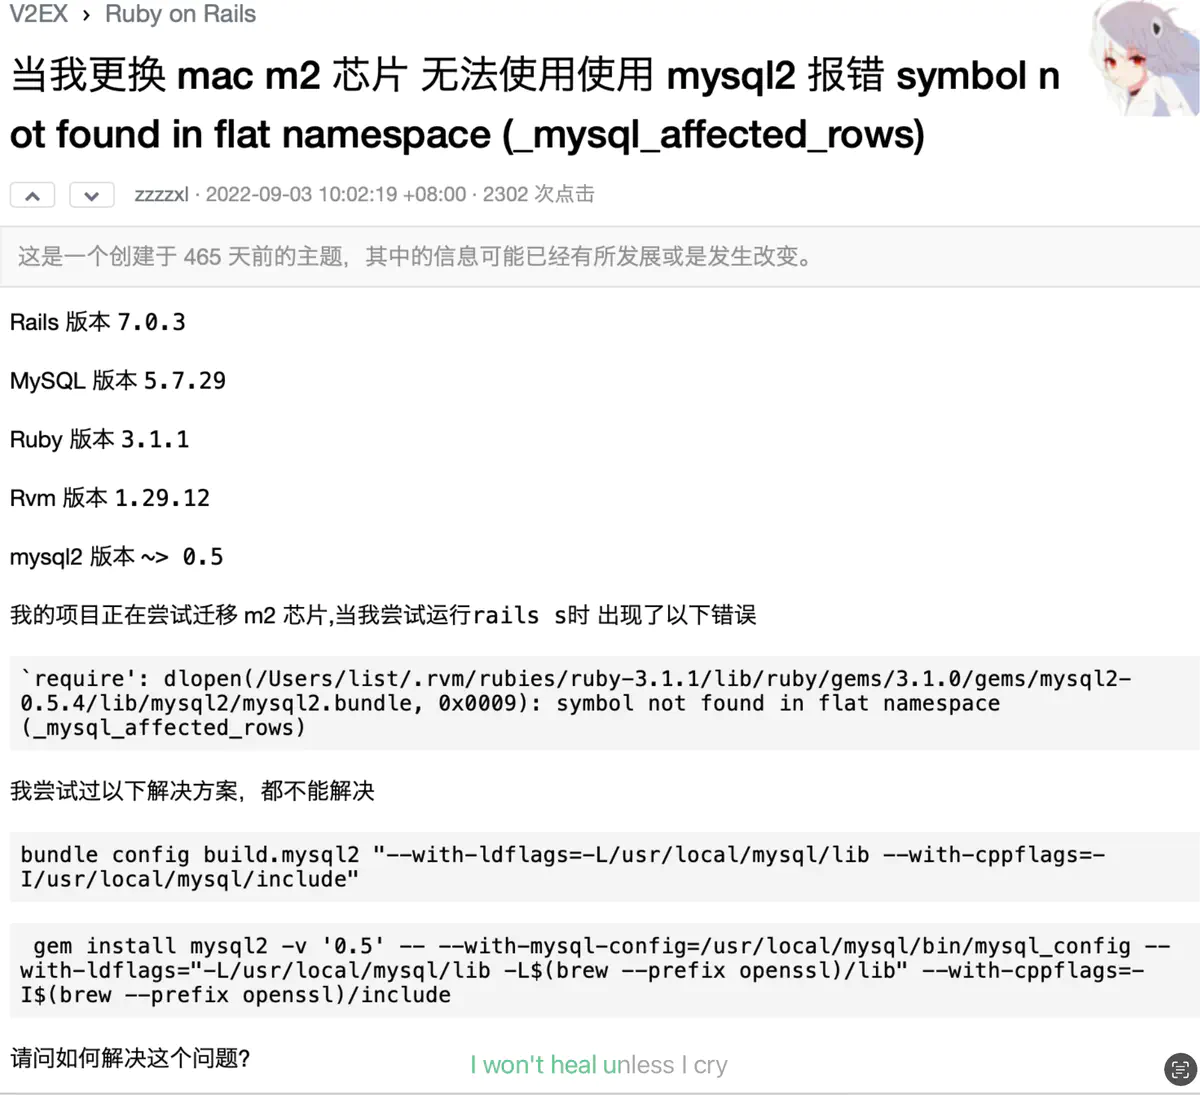 V2EX › Ruby on Rails
当我更换 mac m2 芯片 无法使用使用 mysql2 报错 symbol n
ot found in flat namespace (_mysql_affected_rows)
zzzzxl · 2022-09-03 10:02:19 +08:00 · 2302 次点击
这是一个创建于 465 天前的主题，其中的信息可能已经有所发展或是发生改变。
Rails 版本 7.0.3
MySQL 版本 5.7.29
Ruby 版本 3.1.1
Rvm 版本 1.29.12
mysql2 版本 ~> 0.5
我的项目正在尝试迁移 m2 芯片,当我尝试运行rails s时 出现了以下错误
`require': dlopen(/Users/list/.rvm/rubies/ruby-3.1.1/lib/ruby/gems/3.1.0/gems/mysql2-
0.5.4/lib/mysql2/mysql2.bundle, 0x0009): symbol not found in flat namespace
(_mysql_affected_rows)
我尝试过以下解决方案，都不能解决
bundle config build.mysql2 "--with-ldflags=-L/usr/local/mysql/lib --with-cppflags=-
I/usr/local/mysql/include"
gem install mysql2 -v '0.5' -- --with-mysql-config=/usr/local/mysql/bin/mysql_config --
with-ldflags="-L/usr/local/mysql/lib -L$(brew --prefix openssl)/lib" --with-cppflags=-
I$(brew --prefix openssl)/include
请问如何解决这个问题?
I won't heal unless I cry